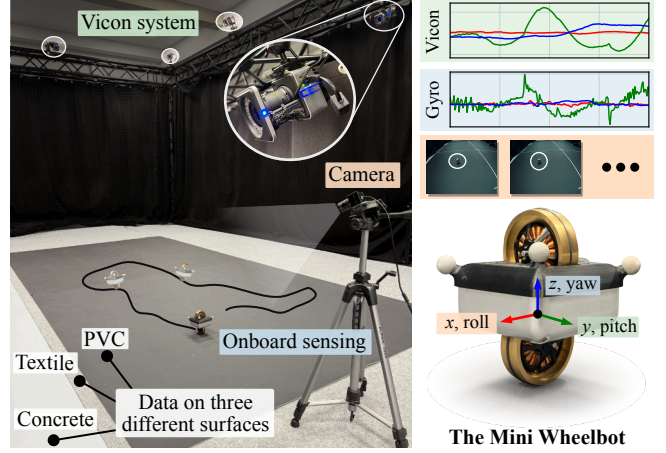 Vicon system
Camera
Onboard sensing
PVC
Textile
Concrete
Data on three
different surfaces
Vicon
Gyro
z, yaw
x, roll
y, pitch
The Mini Wheelbot